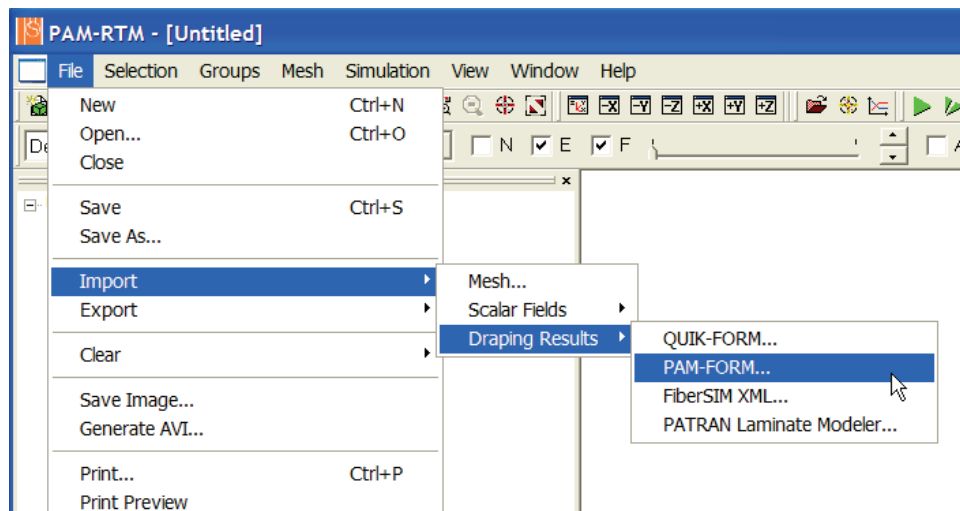 PAM-RTM - [Untitled]
File Selection Groups Mesh Simulation View Window Help
New Ctrl+N
-X -Y -Z +X +Y +Z
Open... Ctrl+O
N E F
Close
Save Ctrl+S
Save As...
Import
Mesh...
Export
Scalar Fields
Draping Results
QUIK-FORM...
Clear
PAM-FORM...
FiberSIM XML...
Save Image...
PATRAN Laminate Modeler...
Generate AVI...
Print... Ctrl+P
Print Preview